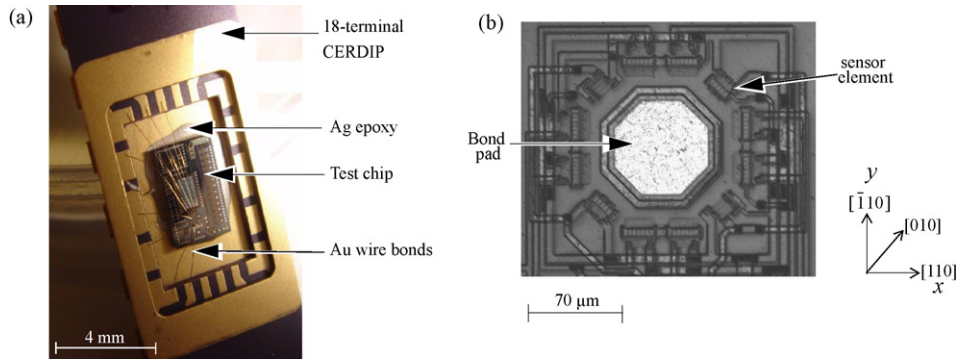 (a)
18-terminal
CERDIP
Ag epoxy
Test chip
Au wire bonds
4 mm
(b)
sensor
element
Bond
pad
70 μm
y
[1̄10]
[010]
[110]
x